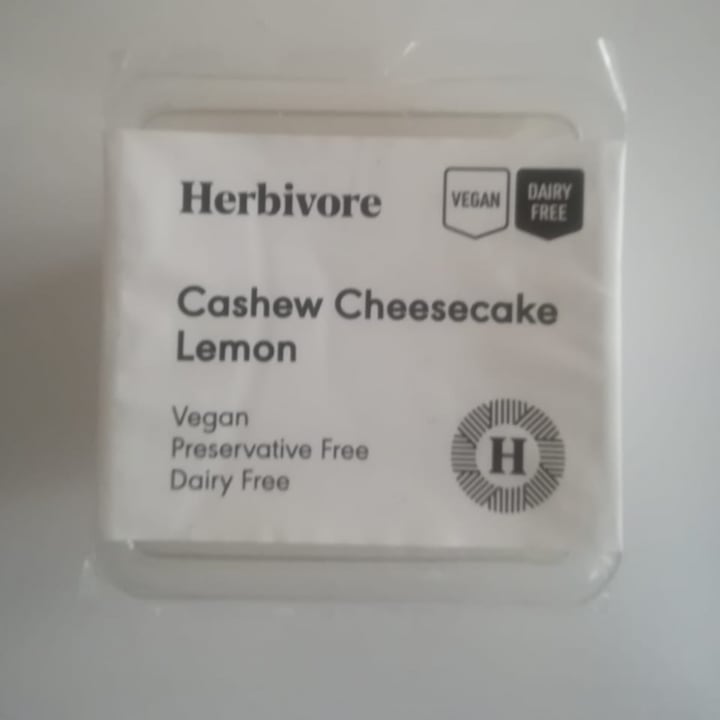 Herbivore
VEGAN
DAIRY
FREE
Cashew Cheesecake
Lemon
Vegan
Preservative Free
Dairy Free
H